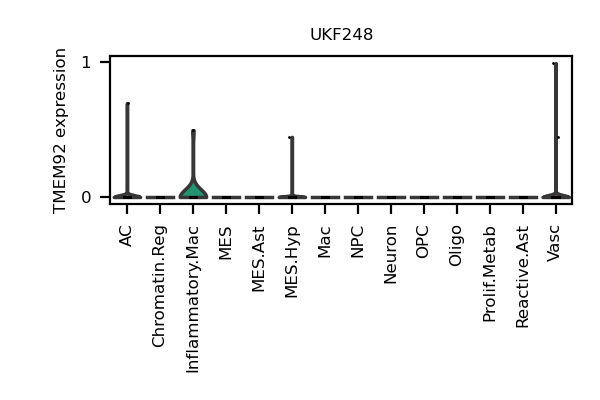 UKF248
TMEM92 expression
1
0
AC
Chromatin.Reg
Inflammatory.Mac
MES
MES.Ast
MES.Hyp
Mac
NPC
Neuron
OPC
Oligo
Prolif.Metab
Reactive.Ast
Vasc